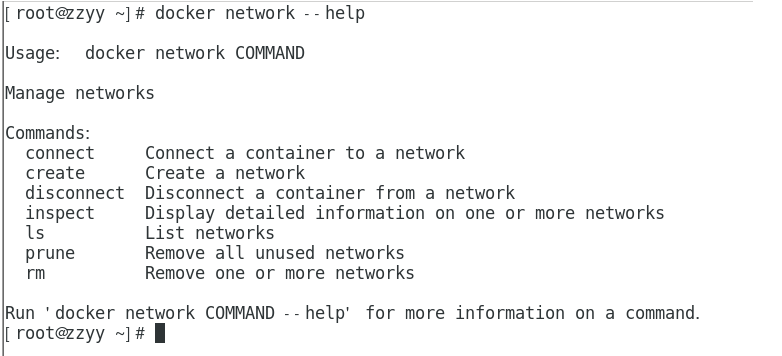 [root@zzyy ~]# docker network --help
Usage:  docker network COMMAND
Manage networks
Commands:
  connect     Connect a container to a network
  create      Create a network
  disconnect  Disconnect a container from a network
  inspect     Display detailed information on one or more networks
  ls          List networks
  prune       Remove all unused networks
  rm          Remove one or more networks
Run 'docker network COMMAND --help' for more information on a command.
[root@zzyy ~]#